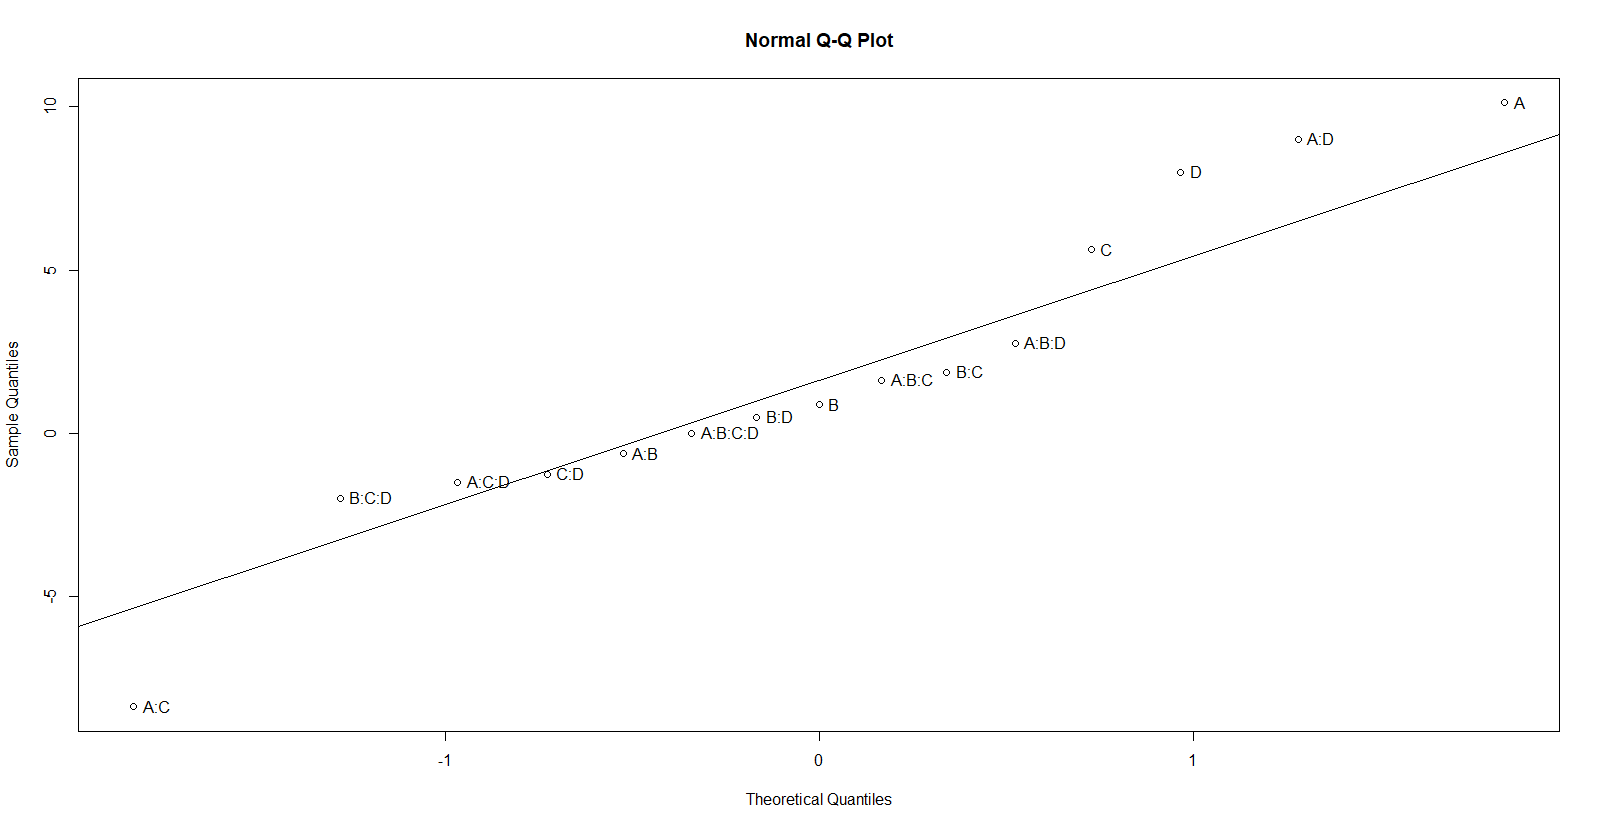 Normal Q-Q Plot
10
5
0
-5
Sample Quantiles
A
A:D
D
C
A:B:D
B:C
A:B:C
B
B:D
A:B:C:D
A:B
C:D
A:C:D
B:C:D
A:C
-1
0
1
Theoretical Quantiles